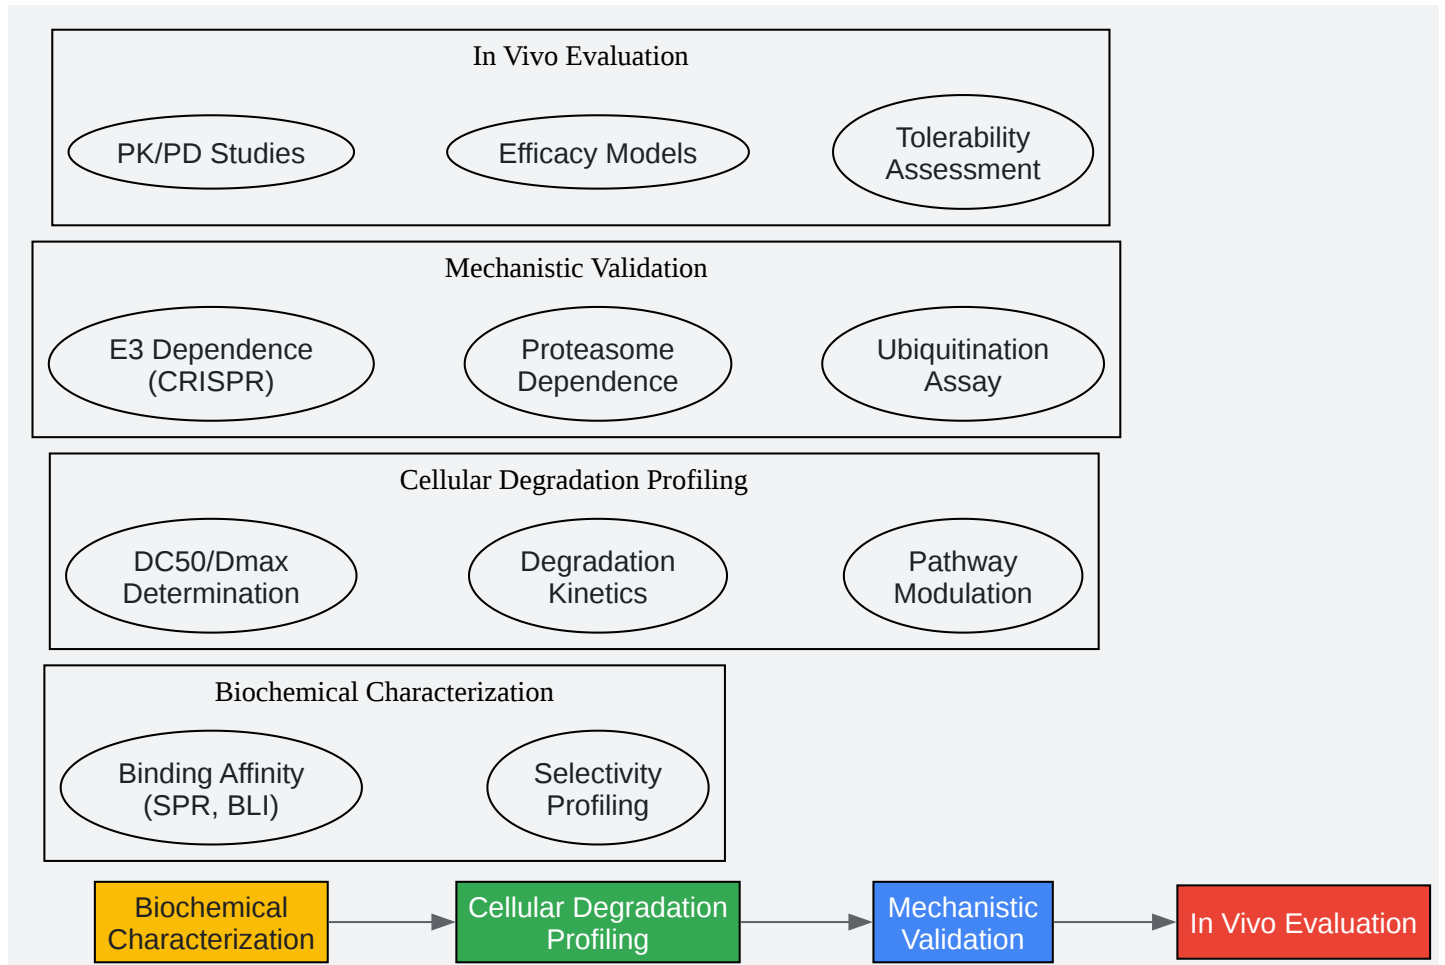 In Vivo Evaluation
PK/PD Studies
Efficacy Models
Tolerability
Assessment
Mechanistic Validation
E3 Dependence
(CRISPR)
Proteasome
Dependence
Ubiquitination
Assay
Cellular Degradation Profiling
DC50/Dmax
Determination
Degradation
Kinetics
Pathway
Modulation
Biochemical Characterization
Binding Affinity
(SPR, BLI)
Selectivity
Profiling
Biochemical
Characterization
Cellular Degradation
Profiling
Mechanistic
Validation
In Vivo Evaluation